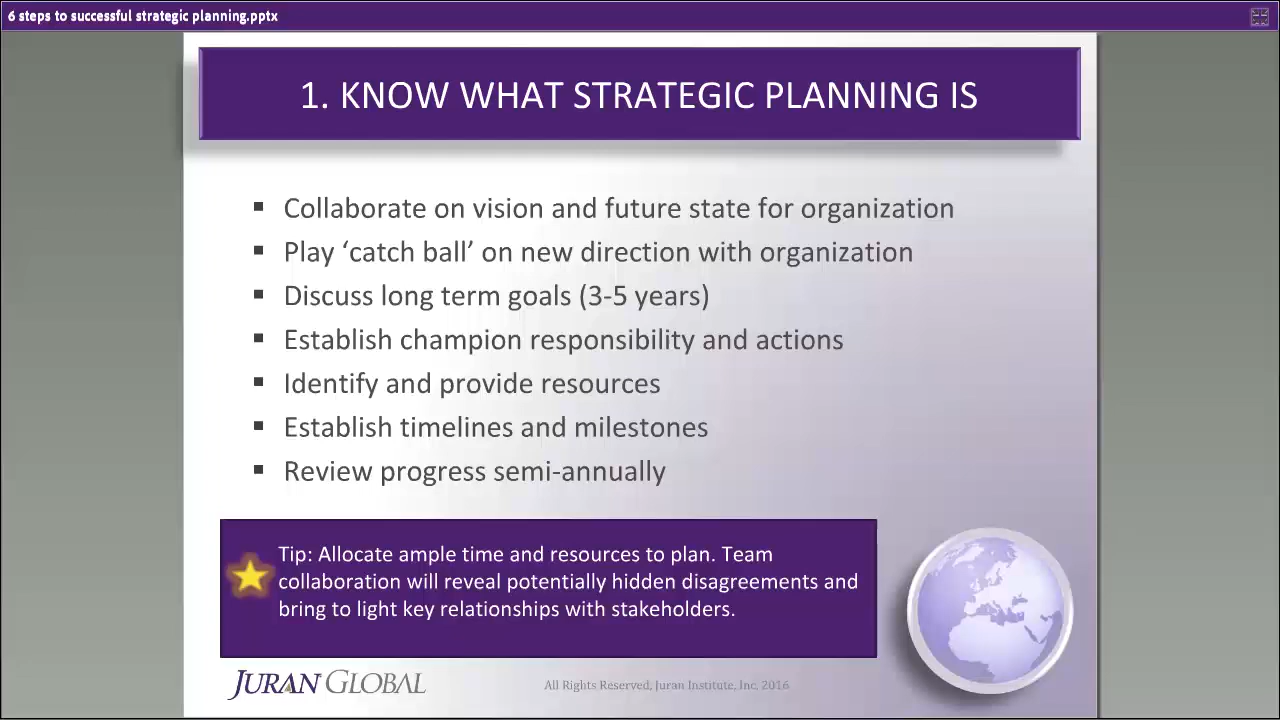 6 steps to successful strategic planning.pptx
1. KNOW WHAT STRATEGIC PLANNING IS
▪ Collaborate on vision and future state for organization
▪ Play ‘catch ball’ on new direction with organization
▪ Discuss long term goals (3-5 years)
▪ Establish champion responsibility and actions
▪ Identify and provide resources
▪ Establish timelines and milestones
▪ Review progress semi-annually
Tip: Allocate ample time and resources to plan. Team
collaboration will reveal potentially hidden disagreements and
bring to light key relationships with stakeholders.
JURAN GLOBAL
All Rights Reserved, Juran Institute, Inc. 2016